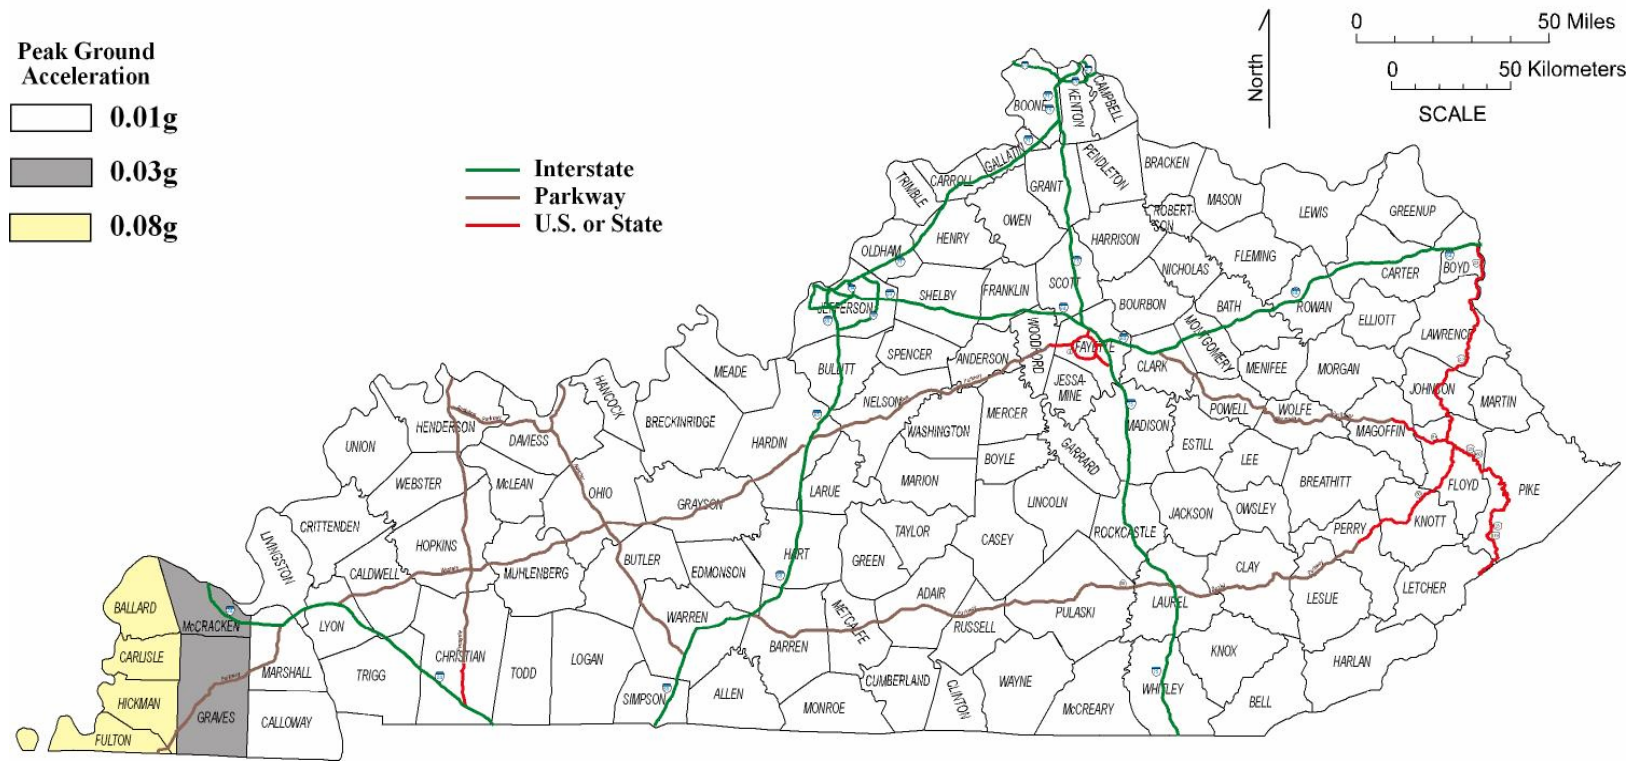 Peak Ground
Acceleration
0.01g
0.03g
0.08g
Interstate
Parkway
U.S. or State
North
0 50 Miles
0 50 Kilometers
SCALE
BOONE
KENTON
CAMPBELL
GALLATIN
PENDLETON
BRACKEN
TRIMBLE
CARROLL
GRANT
MASON
LEWIS
GREENUP
OWEN
ROBERT-
SON
OLDHAM
HENRY
HARRISON
FLEMING
NICHOLAS
CARTER
BOYD
SHELBY
FRANKLIN
SCOTT
BOURBON
BATH
ROWAN
JEFFERSON
ELLIOTT
LAWRENCE
WOODFORD
FAYETTE
MONTGOMERY
SPENCER
ANDERSON
CLARK
MENIFEE
MORGAN
BULLITT
MEADE
JESSA-
MINE
JOHNSON
MARTIN
HANCOCK
NELSON
MERCER
POWELL
WOLFE
BRECKINRIDGE
HENDERSON
DAVIESS
HARDIN
WASHINGTON
MADISON
MAGOFFIN
UNION
GARRARD
ESTILL
BOYLE
LEE
WEBSTER
McLEAN
OHIO
GRAYSON
LARUE
MARION
BREATHITT
FLOYD
PIKE
LINCOLN
JACKSON
OWSLEY
CRITTENDEN
LIVINGSTON
TAYLOR
ROCKCASTLE
PERRY
KNOTT
HOPKINS
BUTLER
HART
GREEN
CASEY
CALDWELL
MUHLENBERG
EDMONSON
CLAY
LETCHER
ADAIR
BALLARD
McCRACKEN
LYON
WARREN
METCALFE
RUSSELL
PULASKI
LAUREL
LESLIE
CARLISLE
MARSHALL
TRIGG
CHRISTIAN
TODD
LOGAN
BARREN
KNOX
HARLAN
HICKMAN
GRAVES
CALLOWAY
SIMPSON
ALLEN
MONROE
CUMBERLAND
CLINTON
WAYNE
McCREARY
WHITLEY
BELL
FULTON